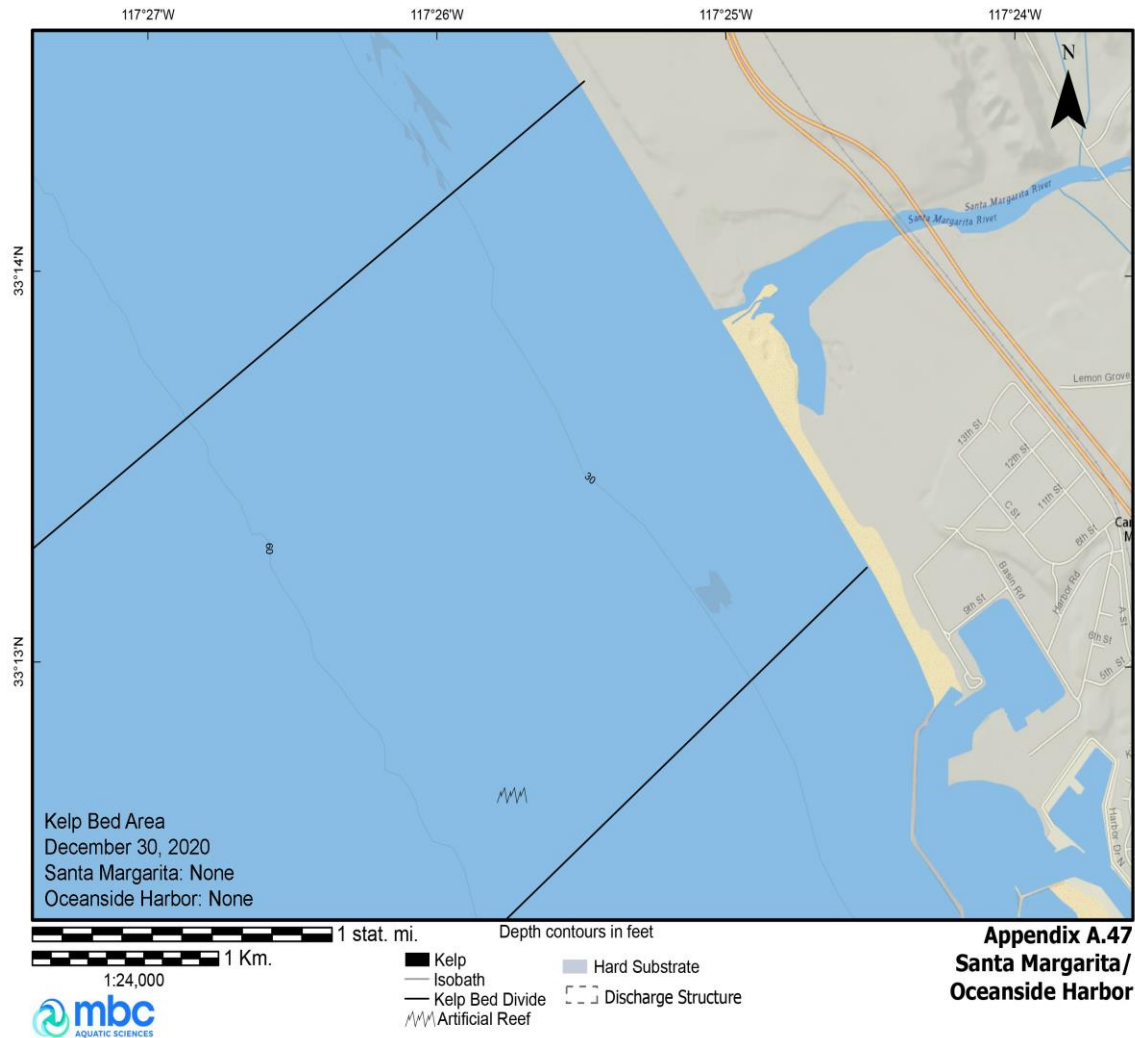 117°27'W
117°26'W
117°25'W
117°24'W
N
Santa Margarita River
Santa Margarita River
33°14'N
Lemon Grove
13th St
12th St
11th St
C St
8th St
30
60
Basin Rd
Harbor Rd
9th St
A St
6th St
5th St
33°13'N
Harbor Dr N
Kelp Bed Area
December 30, 2020
Santa Margarita: None
Oceanside Harbor: None
1 stat. mi.
1 Km.
1:24,000
Depth contours in feet
Kelp
Isobath
Kelp Bed Divide
Artificial Reef
Hard Substrate
Discharge Structure
Appendix A.47
Santa Margarita/
Oceanside Harbor
mbc
AQUATIC SCIENCES